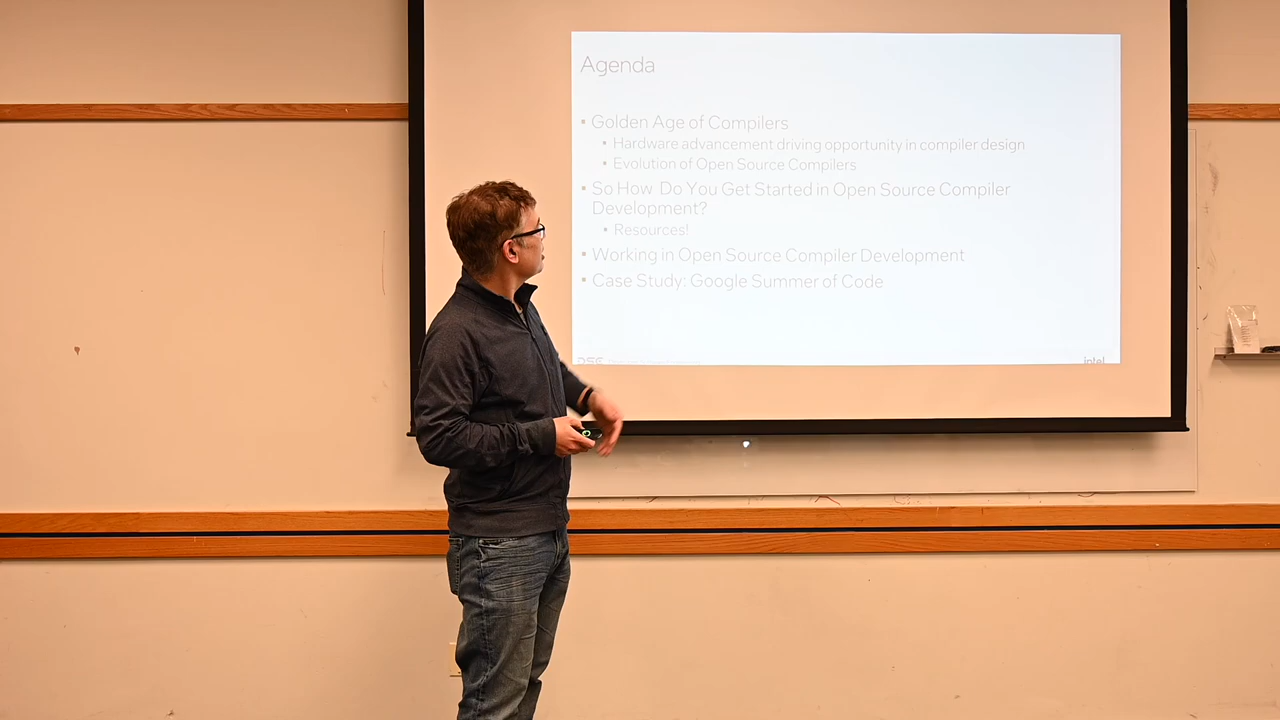 Agenda
▪ Golden Age of Compilers
▪ Hardware advancement driving opportunity in compiler design
▪ Evolution of Open Source Compilers
▪ So How Do You Get Started in Open Source Compiler
Development?
▪ Resources!
▪ Working in Open Source Compiler Development
▪ Case Study: Google Summer of Code
intel